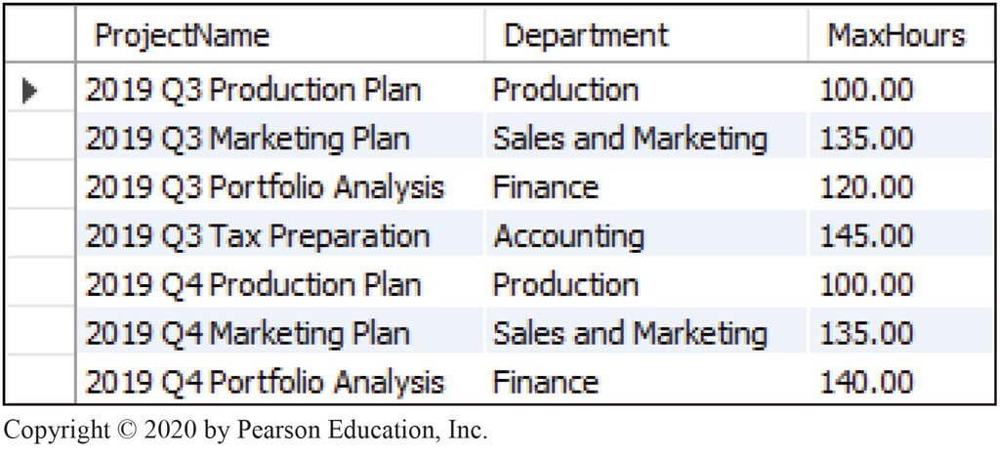 ProjectName Department MaxHours
2019 Q3 Production Plan Production 100.00
2019 Q3 Marketing Plan Sales and Marketing 135.00
2019 Q3 Portfolio Analysis Finance 120.00
2019 Q3 Tax Preparation Accounting 145.00
2019 Q4 Production Plan Production 100.00
2019 Q4 Marketing Plan Sales and Marketing 135.00
2019 Q4 Portfolio Analysis Finance 140.00
Copyright © 2020 by Pearson Education, Inc.